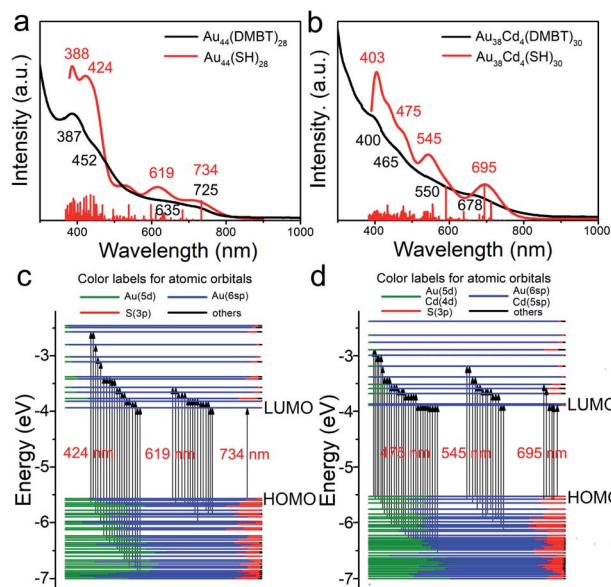 a
Au44(DMBT)28
Au44(SH)28
388
424
387
452
619
734
635
725
Intensity (a.u.)
400 600 800 1000
Wavelength (nm)
b
Au38Cd4(DMBT)30
Au38Cd4(SH)30
403
475
545
695
400
465
550
678
Intensity. (a.u.)
400 600 800 1000
Wavelength (nm)
c
Color labels for atomic orbitals
Au(5d) Au(6sp)
S(3p) others
-3
-4
-5
-6
-7
Energy (eV)
LUMO
HOMO
424 nm 619 nm 734 nm
d
Color labels for atomic orbitals
Au(5d) Au(6sp)
Cd(4d) Cd(5sp)
S(3p) others
-3
-4
-5
-6
-7
Energy (eV)
LUMO
HOMO
475 nm 545 nm 695 nm